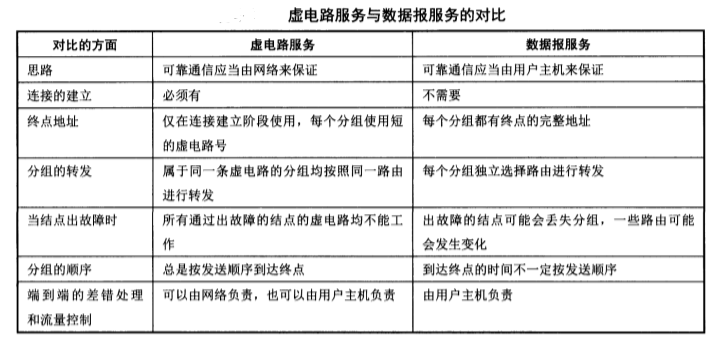 虚电路服务与数据报服务的对比
对比的方面 虚电路服务 数据报服务
思路 可靠通信应当由网络来保证 可靠通信应当由用户主机来保证
连接的建立 必须有 不需要
终点地址 仅在连接建立阶段使用，每个分组使用短 每个分组都有终点的完整地址
的虚电路号
分组的转发 属于同一条虚电路的分组均按照同一路由 每个分组独立选择路由进行转发
进行转发
当结点出故障时 所有通过出故障的结点的虚电路均不能工 出故障的结点可能会丢失分组，一些路由可能
作 会发生变化
分组的顺序 总是按发送顺序到达终点 到达终点的时间不一定按发送顺序
端到端的差错处理 可以由网络负责，也可以由用户主机负责 由用户主机负责
和流量控制